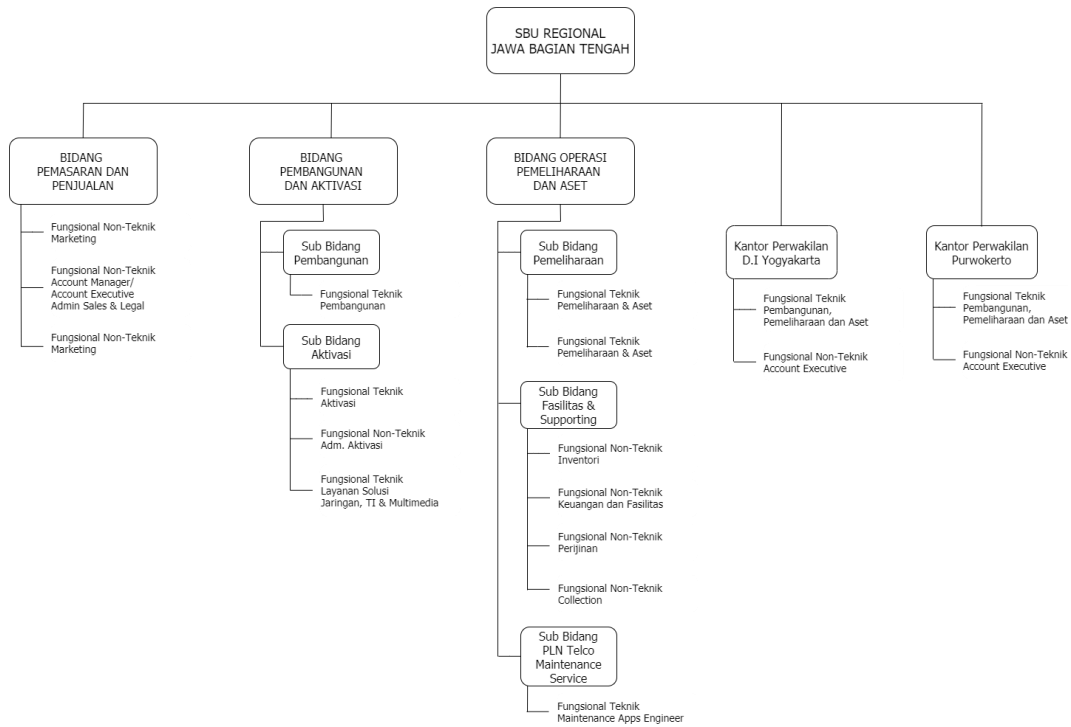 SBU REGIONAL
JAWA BAGIAN TENGAH
BIDANG
PEMASARAN DAN
PENJUALAN
Fungsional Non-Teknik
Marketing
Fungsional Non-Teknik
Account Manager/
Account Executive
Admin Sales & Legal
Fungsional Non-Teknik
Marketing
BIDANG
PEMBANGUNAN
DAN AKTIVASI
Sub Bidang
Pembangunan
Fungsional Teknik
Pembangunan
Sub Bidang
Aktivasi
Fungsional Teknik
Aktivasi
Fungsional Non-Teknik
Adm. Aktivasi
Fungsional Teknik
Layanan Solusi
Jaringan, TI & Multimedia
BIDANG OPERASI
PEMELIHARAAN
DAN ASET
Sub Bidang
Pemeliharaan
Fungsional Teknik
Pemeliharaan & Aset
Fungsional Teknik
Pemeliharaan & Aset
Sub Bidang
Fasilitas &
Supporting
Fungsional Non-Teknik
Inventori
Fungsional Non-Teknik
Keuangan dan Fasilitas
Fungsional Non-Teknik
Perijinan
Fungsional Non-Teknik
Collection
Sub Bidang
PLN Telco
Maintenance
Service
Fungsional Teknik
Maintenance Apps Engineer
Kantor Perwakilan
D.I Yogyakarta
Fungsional Teknik
Pembangunan,
Pemeliharaan dan Aset
Fungsional Non-Teknik
Account Executive
Kantor Perwakilan
Purwokerto
Fungsional Teknik
Pembangunan,
Pemeliharaan dan Aset
Fungsional Non-Teknik
Account Executive